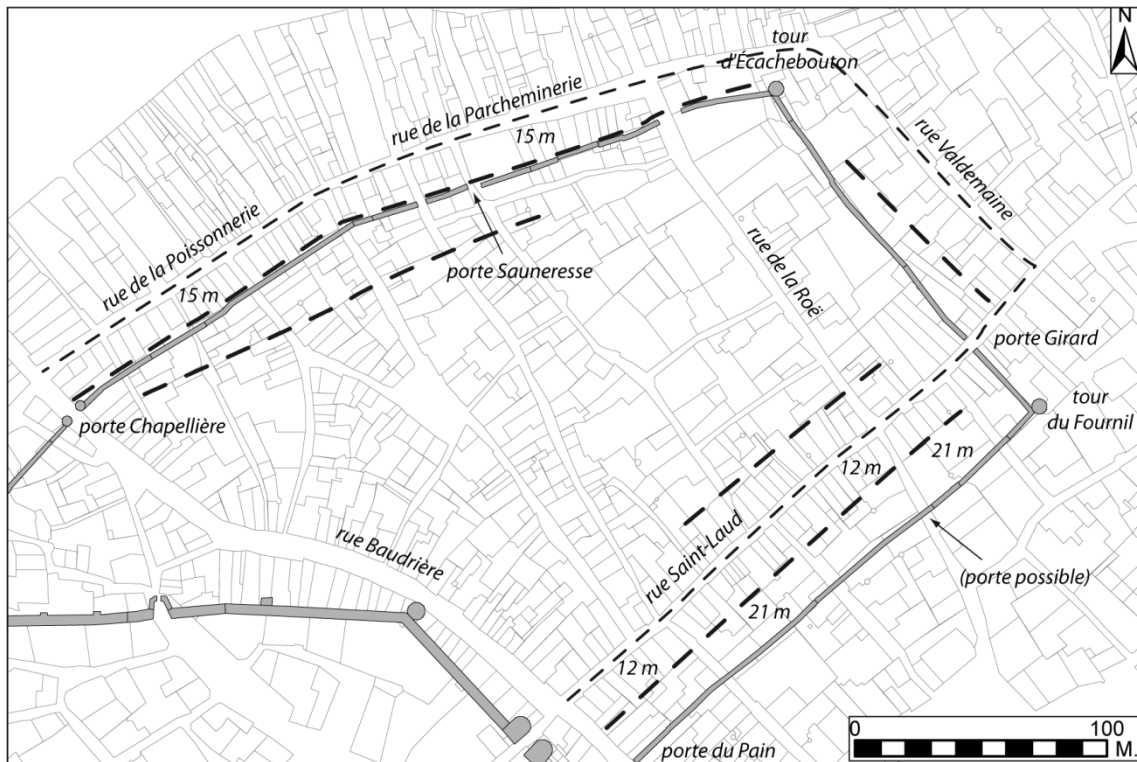 N
tour
d'Écachebouton
rue de la Parcheminerie
15 m
rue Valdemaine
rue de la Poissonnerie
15 m
porte Sauneresse
rue de la Roë
porte Girard
porte Chapellière
tour
du Fournil
12 m
21 m
rue Saint-Laud
rue Baudrière
(porte possible)
21 m
12 m
porte du Pain
0
100
M.